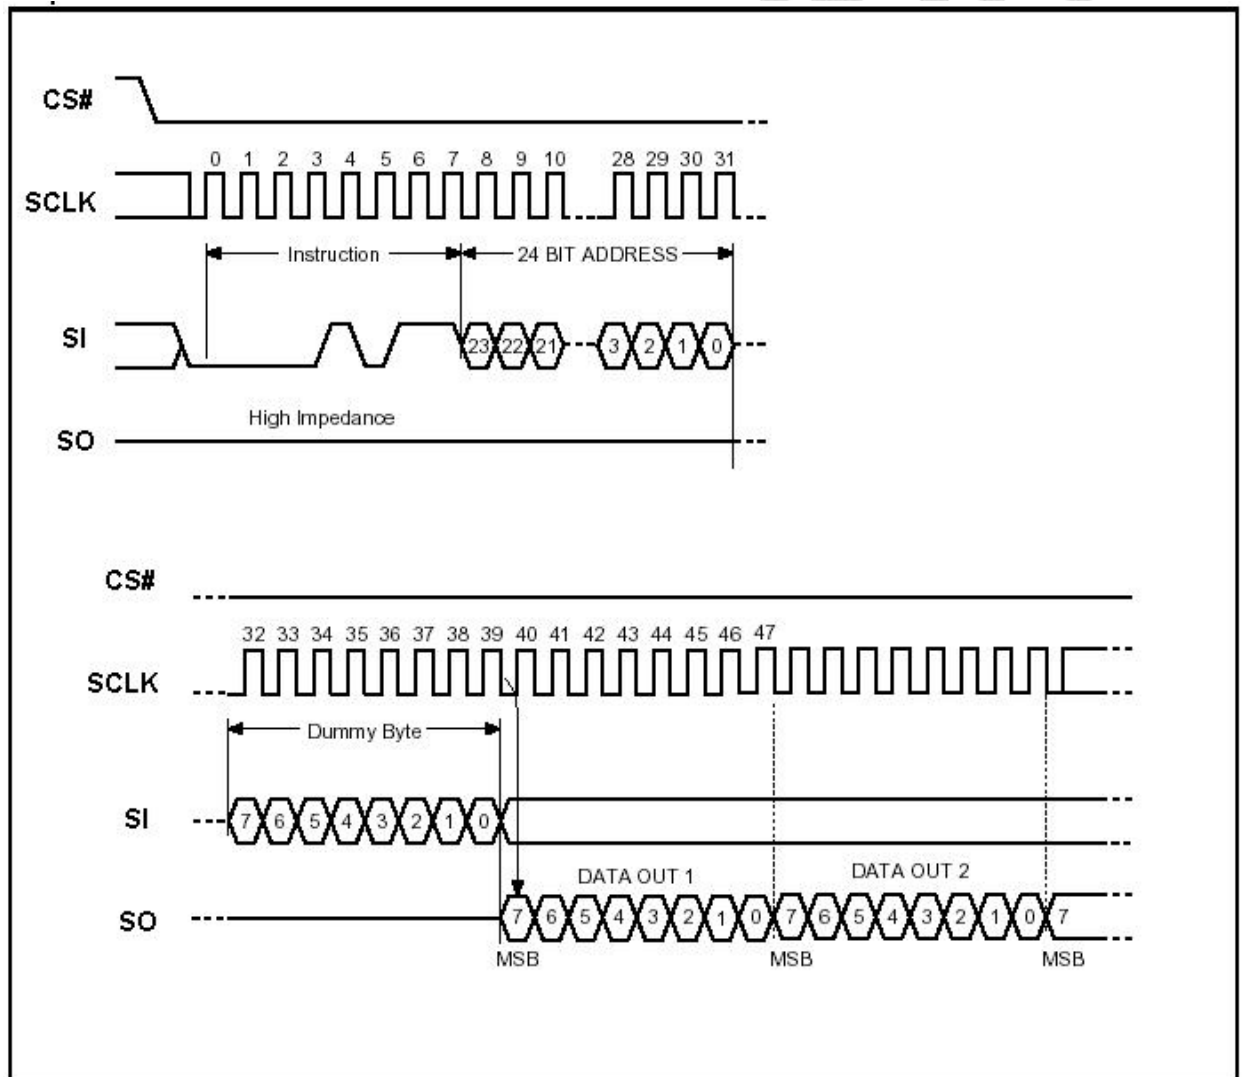 CS#
0 1 2 3 4 5 6 7 8 9 10 28 29 30 31
SCLK
Instruction 24 BIT ADDRESS
SI
23 22 21 3 2 1 0
High Impedance
SO
CS#
32 33 34 35 36 37 38 39 40 41 42 43 44 45 46 47
SCLK
Dummy Byte
SI
7 6 5 4 3 2 1 0
DATA OUT 1 DATA OUT 2
SO
7 6 5 4 3 2 1 0 7 6 5 4 3 2 1 0 7
MSB MSB MSB